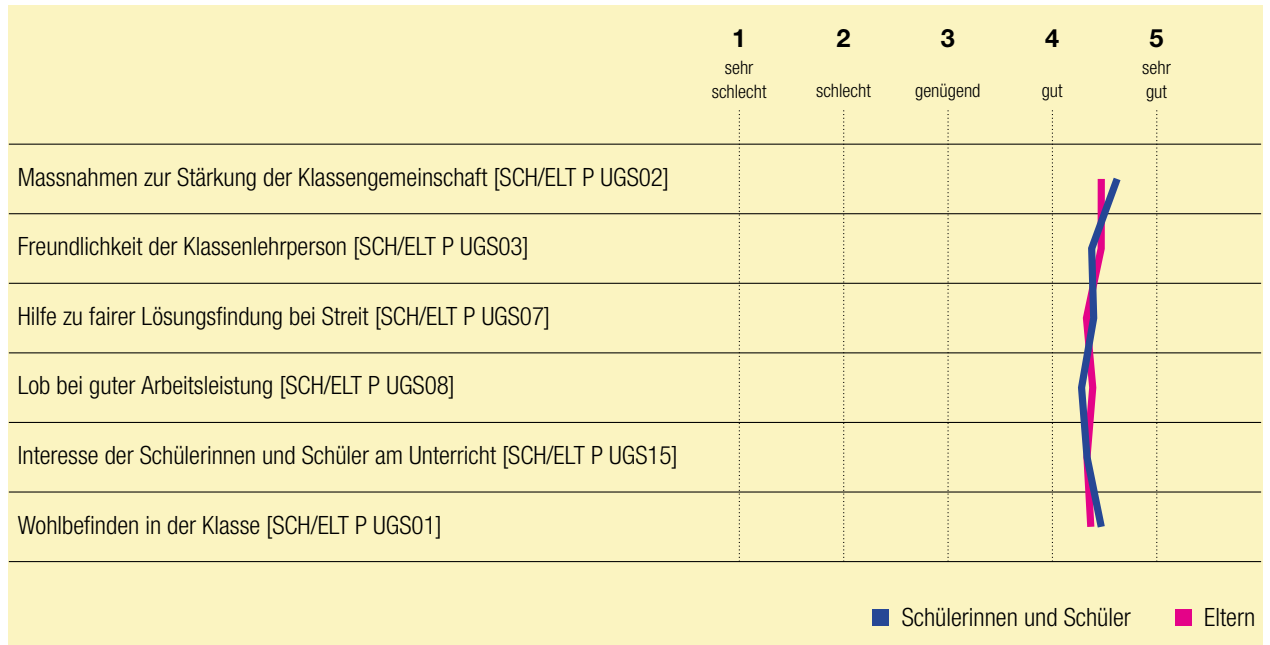 1 2 3 4 5
sehr schlecht schlecht genügend gut sehr gut
Massnahmen zur Stärkung der Klassengemeinschaft [SCH/ELT P UGS02]
Freundlichkeit der Klassenlehrperson [SCH/ELT P UGS03]
Hilfe zu fairer Lösungsfindung bei Streit [SCH/ELT P UGS07]
Lob bei guter Arbeitsleistung [SCH/ELT P UGS08]
Interesse der Schülerinnen und Schüler am Unterricht [SCH/ELT P UGS15]
Wohlbefinden in der Klasse [SCH/ELT P UGS01]
Schülerinnen und Schüler Eltern